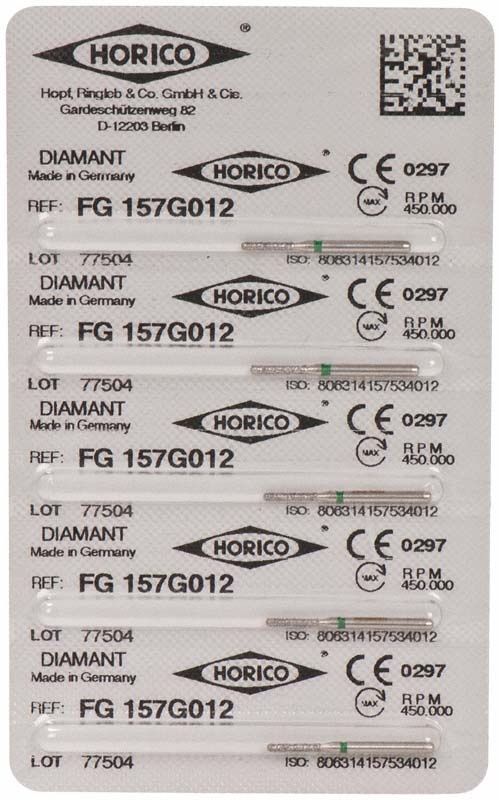 HORICO ®
Hopf, Ringleb & Co. GmbH & Cie.
Gardeschützenweg 82
D-12203 Berlin
DIAMANT HORICO ® CE 0297
Made in Germany MAX RPM
REF: FG 157G012 450.000
LOT 77504 ISO: 806314157534012
DIAMANT HORICO ® CE 0297
Made in Germany MAX RPM
REF: FG 157G012 450.000
LOT 77504 ISO: 806314157534012
DIAMANT HORICO ® CE 0297
Made in Germany MAX RPM
REF: FG 157G012 450.000
LOT 77504 ISO: 806314157534012
DIAMANT HORICO ® CE 0297
Made in Germany MAX RPM
REF: FG 157G012 450.000
LOT 77504 ISO: 806314157534012
DIAMANT HORICO ® CE 0297
Made in Germany MAX RPM
REF: FG 157G012 450.000
LOT 77504 ISO: 806314157534012